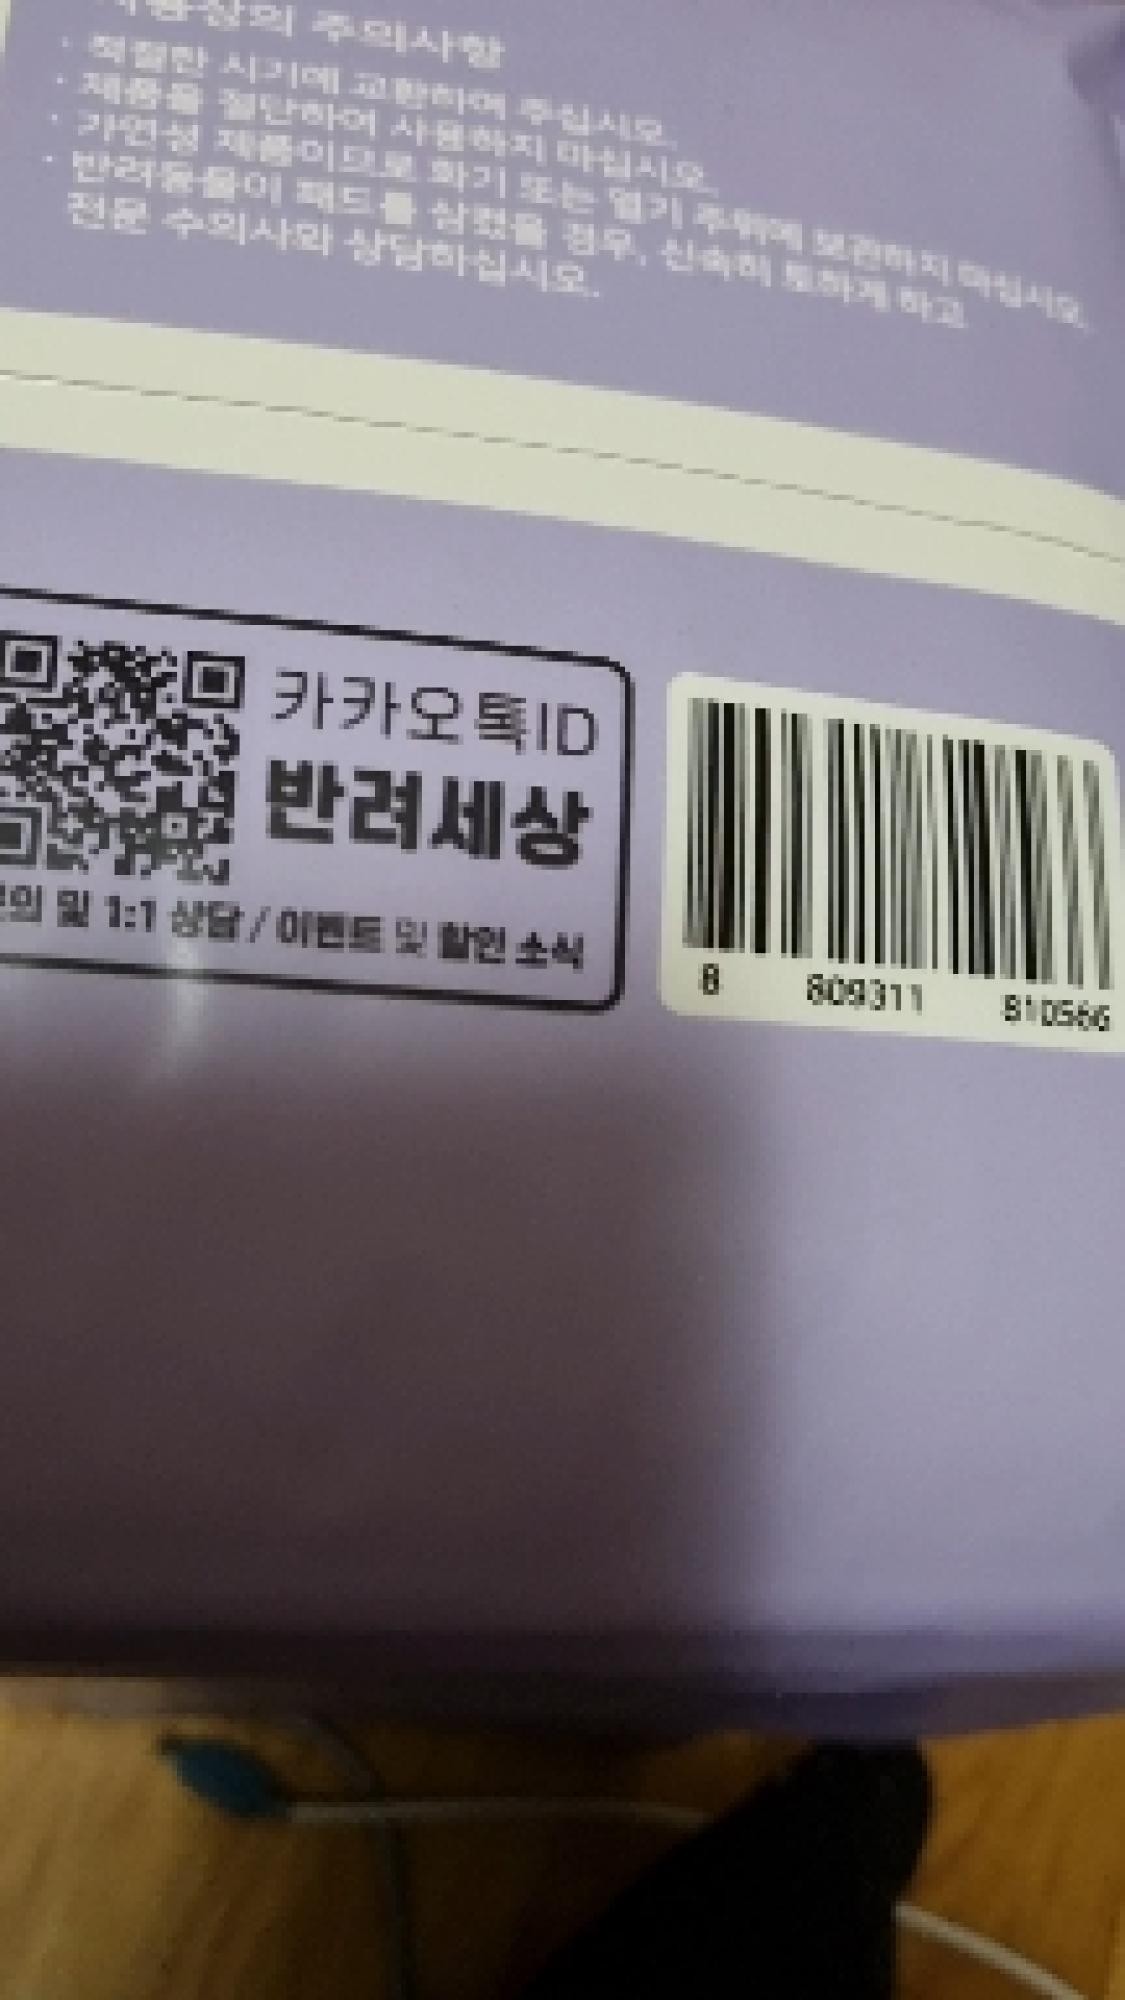 사용상의 주의사항
· 적절한 시기에 교환하여 주십시오.
· 제품을 절단하여 사용하지 마십시오.
· 가연성 제품이므로 화기 또는 열기 주위에 보관하지 마십시오.
· 반려동물이 패드를 삼켰을 경우, 신속히 토하게 하고
전문 수의사와 상담하십시오.
카카오톡ID
반려세상
문의 및 1:1 상담 / 이벤트 및 할인 소식
8 809311 810566